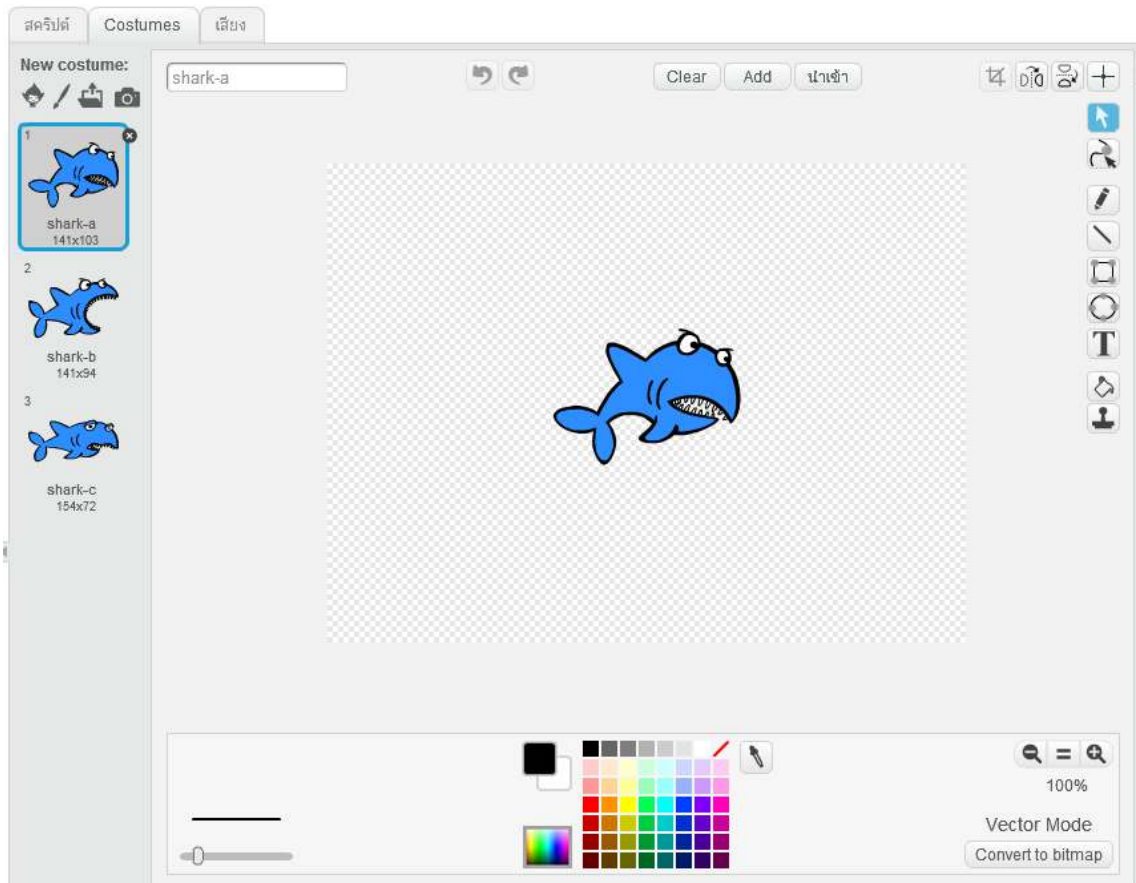 สคริปต์ Costumes เสียง
New costume:
shark-a
Clear Add นำเข้า
1
shark-a
141x103
2
shark-b
141x94
3
shark-c
154x72
T
100%
Vector Mode
Convert to bitmap